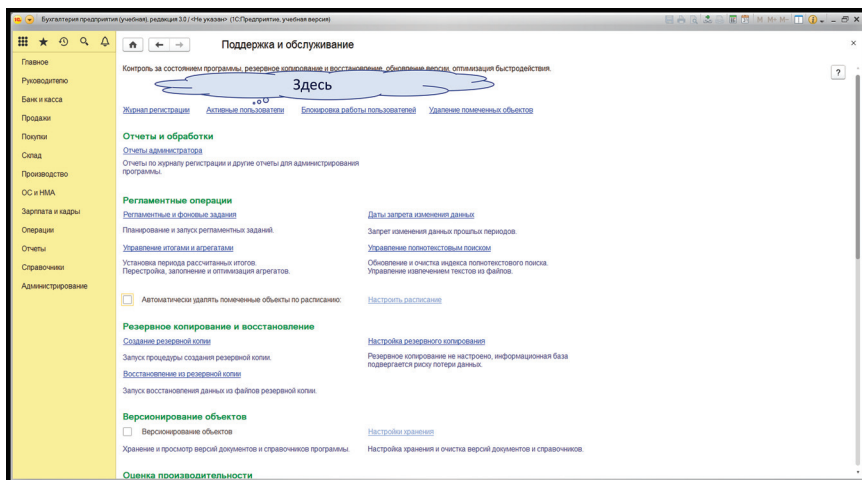 Бухгалтерия предприятия (учебная), редакция 3.0 / <Не указан> (1С:Предприятие, учебная версия)
M M+ M-
Главное
Руководителю
Банк и касса
Продажи
Покупки
Склад
Производство
ОС и НМА
Зарплата и кадры
Операции
Отчеты
Справочники
Администрирование
Поддержка и обслуживание
Контроль за состоянием программы, резервное копирование и восстановление, обновление версии, оптимизация быстродействия.
?
Здесь
Журнал регистрации Активные пользователи Блокировка работы пользователей Удаление помеченных объектов
Отчеты и обработки
Отчеты администратора
Отчеты по журналу регистрации и другие отчеты для администрирования
программы.
Регламентные операции
Регламентные и фоновые задания Даты запрета изменения данных
Планирование и запуск регламентных заданий. Запрет изменения данных прошлых периодов.
Управление итогами и агрегатами Управление полнотекстовым поиском
Установка периода рассчитанных итогов. Обновление и очистка индекса полнотекстового поиска.
Перестройка, заполнение и оптимизация агрегатов. Управление извлечением текстов из файлов.
Автоматически удалять помеченные объекты по расписанию: Настроить расписание
Резервное копирование и восстановление
Создание резервной копии Настройка резервного копирования
Запуск процедуры создания резервной копии. Резервное копирование не настроено, информационная база
подвергается риску потери данных.
Восстановление из резервной копии
Запуск восстановления данных из файлов резервной копии.
Версионирование объектов
Версионирование объектов Настройки хранения
Хранение и просмотр версий документов и справочников программы. Настройка хранения и очистка версий документов и справочников.
Оценка производительности